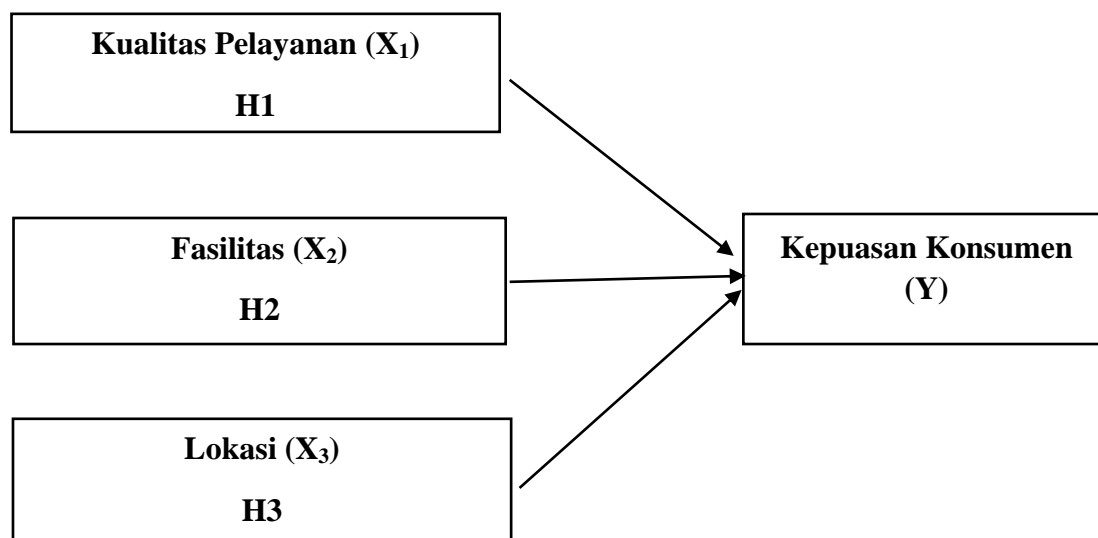 Kualitas Pelayanan (X₁)
H1
Fasilitas (X₂)
H2
Kepuasan Konsumen
(Y)
Lokasi (X₃)
H3